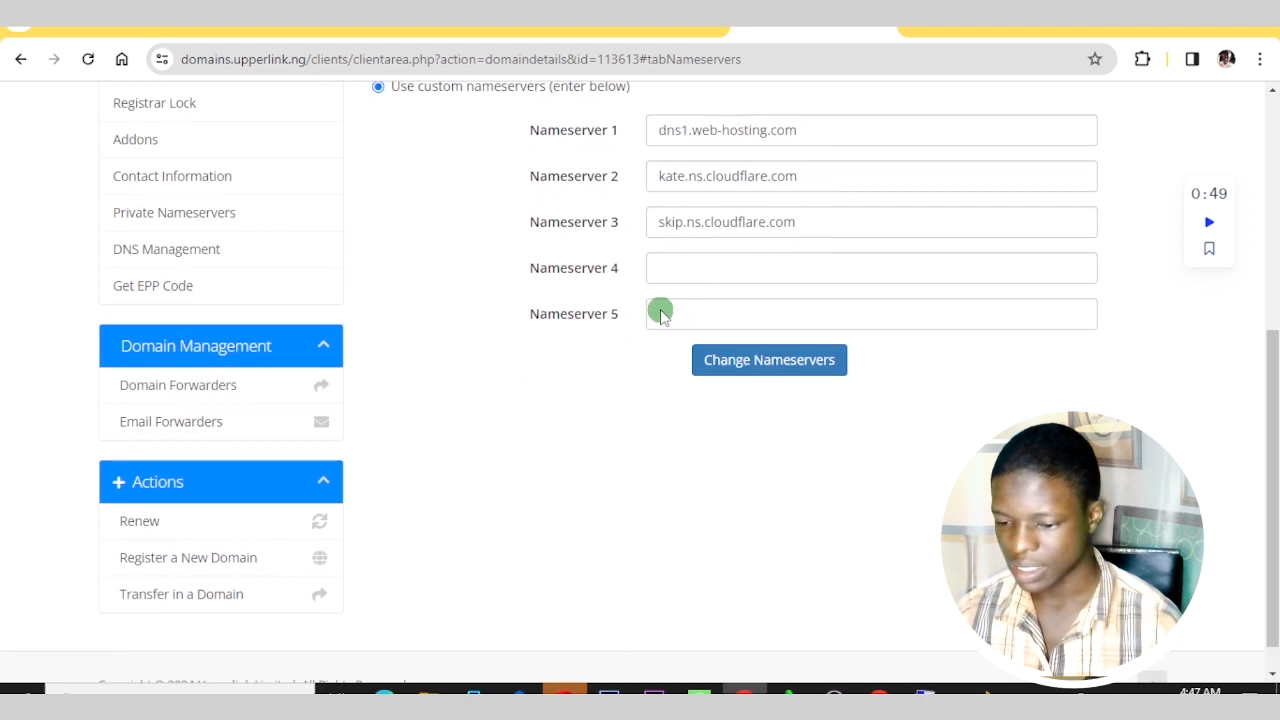 domains.upperlink.ng/clients/clientarea.php?action=domaindetails&id=113613#tabNameservers
Registrar Lock
Addons
Contact Information
Private Nameservers
DNS Management
Get EPP Code
Domain Management
Domain Forwarders
Email Forwarders
Actions
Renew
Register a New Domain
Transfer in a Domain
Use custom nameservers (enter below)
Nameserver 1 dns1.web-hosting.com
Nameserver 2 kate.ns.cloudflare.com
Nameserver 3 skip.ns.cloudflare.com
Nameserver 4
Nameserver 5
Change Nameservers
0:49
4:47 AM